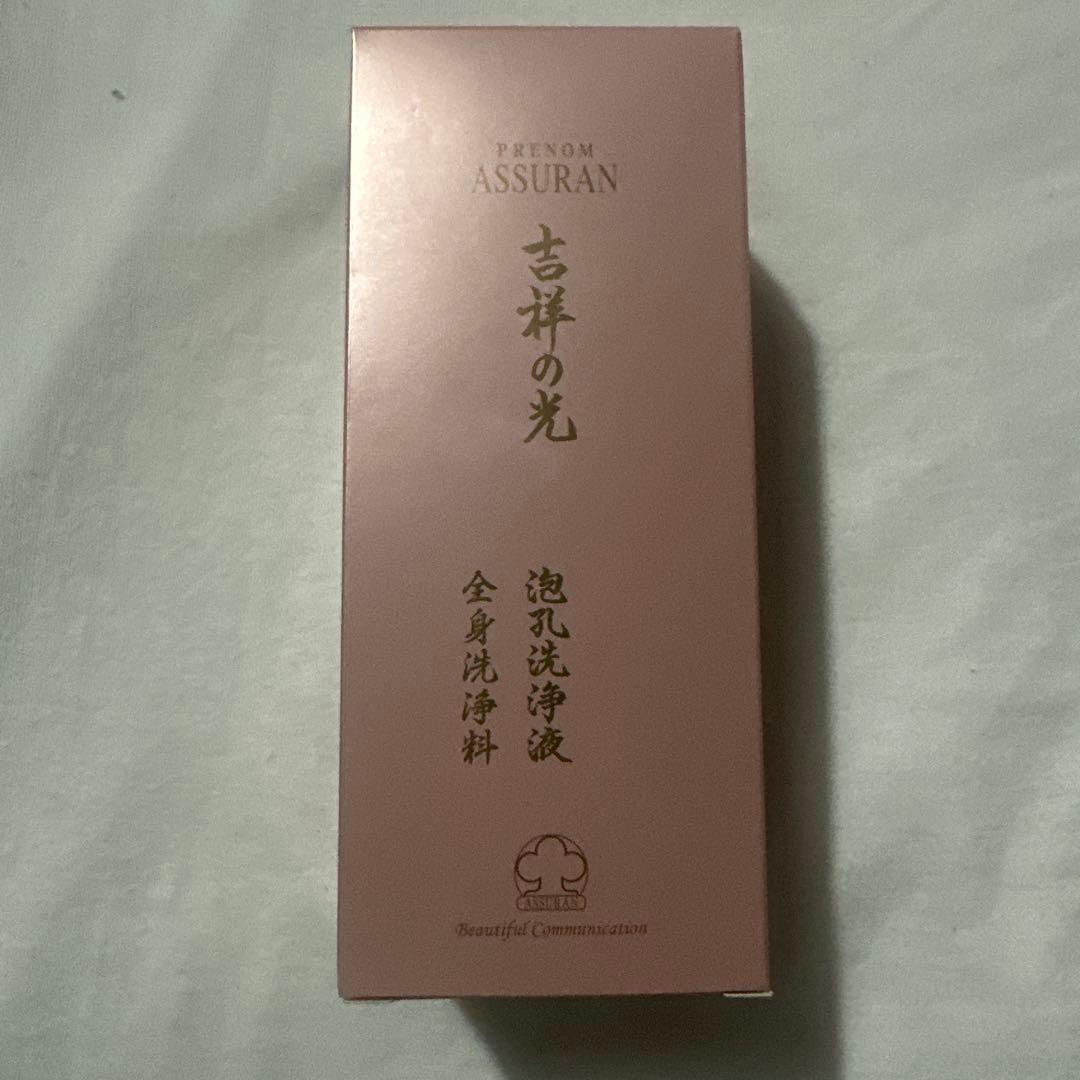 PRENOM
ASSURAN
吉祥の光
泡孔洗浄液
全身洗浄料
ASSURAN
Beautiful Communication